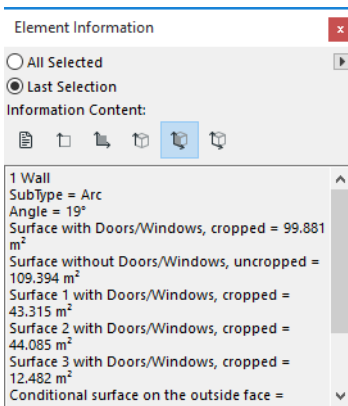 Element Information
x
All Selected
Last Selection
Information Content:
1 Wall
SubType = Arc
Angle = 19°
Surface with Doors/Windows, cropped = 99.881
m²
Surface without Doors/Windows, uncropped =
109.394 m²
Surface 1 with Doors/Windows, cropped =
43.315 m²
Surface 2 with Doors/Windows, cropped =
44.085 m²
Surface 3 with Doors/Windows, cropped =
12.482 m²
Conditional surface on the outside face =